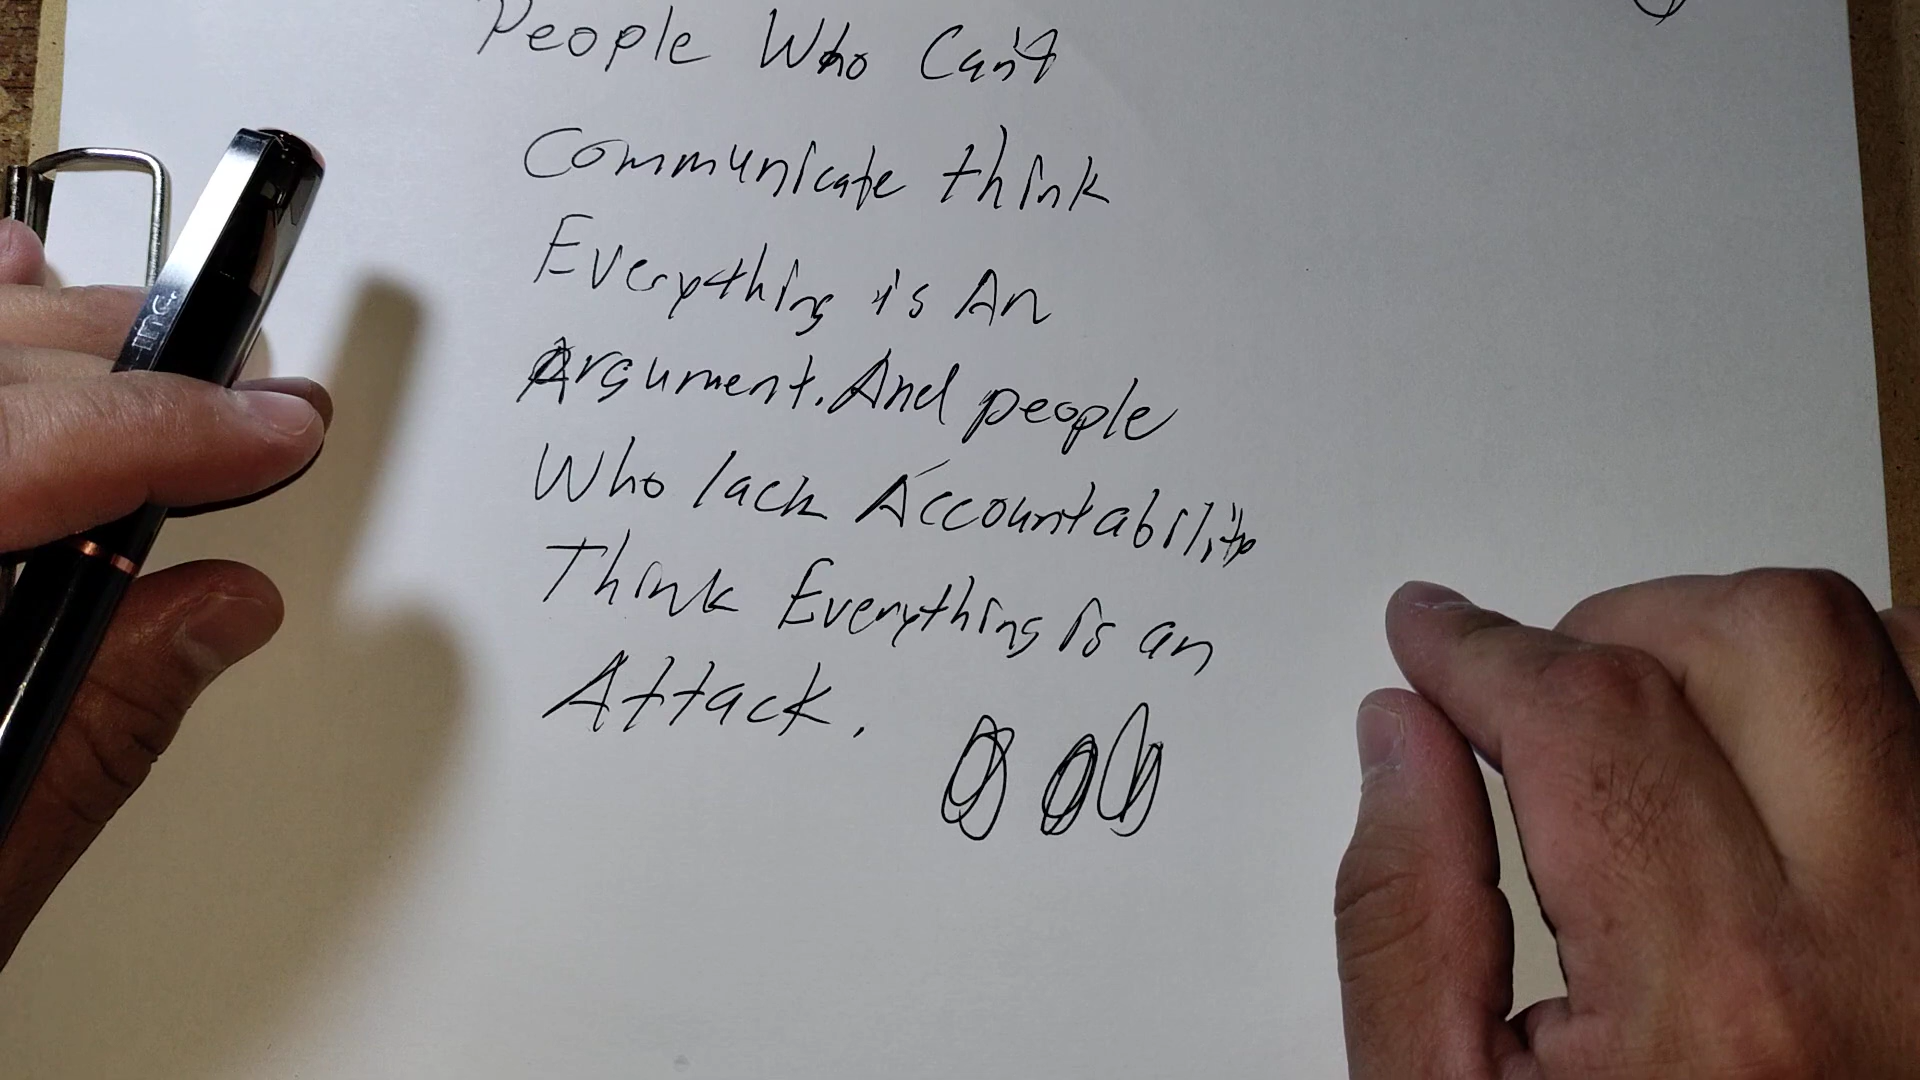 People Who Can't
Communicate think
Everything is An
Argument. And people
Who lack Accountability
Think Everything is an
Attack.
inc.